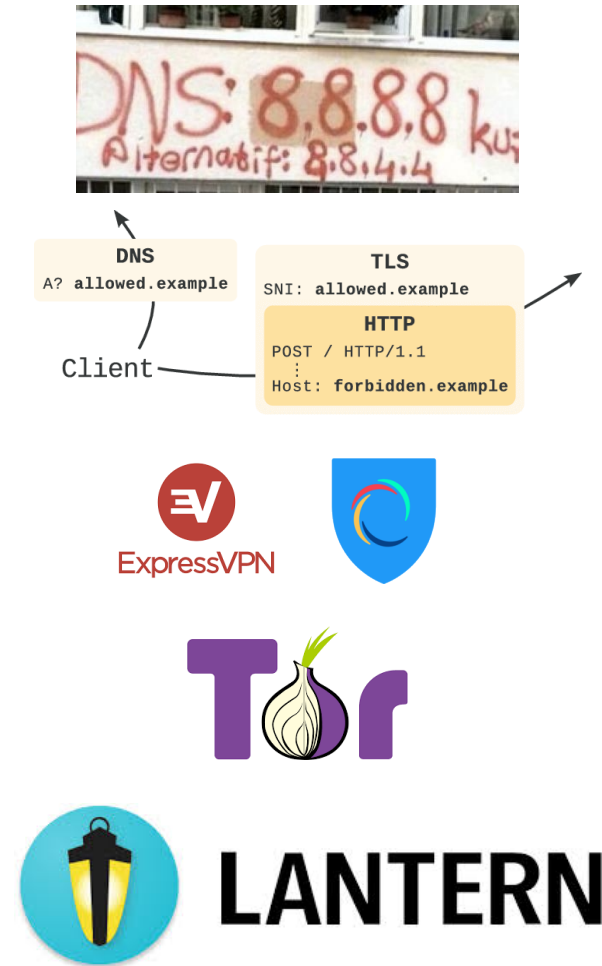 DNS: 8.8.8.8
Alternatif: 8.8.4.4
DNS
A? allowed.example
TLS
SNI: allowed.example
HTTP
POST / HTTP/1.1
⋮
Host: forbidden.example
Client
EV
ExpressVPN
Tor
LANTERN